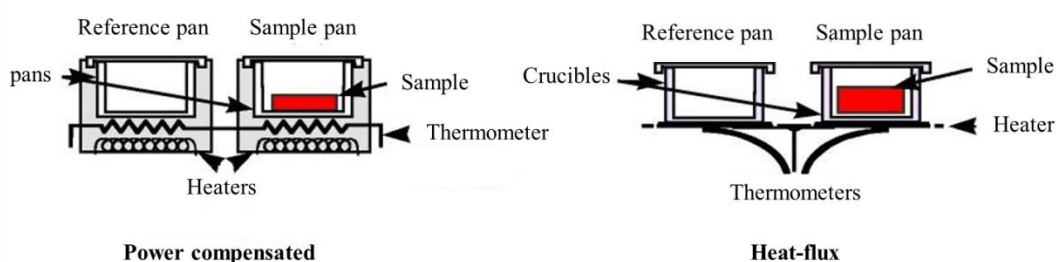 Reference pan
Sample pan
pans
Sample
Thermometer
Heaters
Power compensated
Reference pan
Sample pan
Crucibles
Sample
Heater
Thermometers
Heat-flux